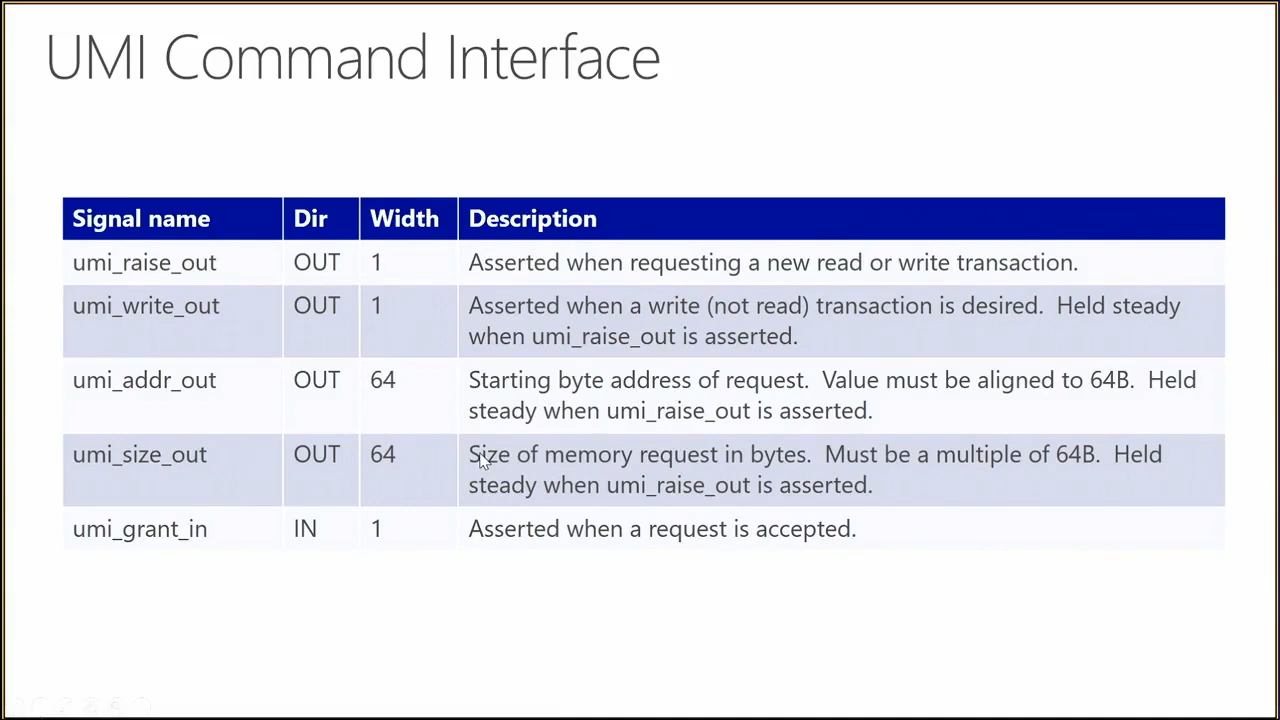 UMI Command Interface
Signal name Dir Width Description
umi_raise_out OUT 1 Asserted when requesting a new read or write transaction.
umi_write_out OUT 1 Asserted when a write (not read) transaction is desired. Held steady
when umi_raise_out is asserted.
umi_addr_out OUT 64 Starting byte address of request. Value must be aligned to 64B. Held
steady when umi_raise_out is asserted.
umi_size_out OUT 64 Size of memory request in bytes. Must be a multiple of 64B. Held
steady when umi_raise_out is asserted.
umi_grant_in IN 1 Asserted when a request is accepted.